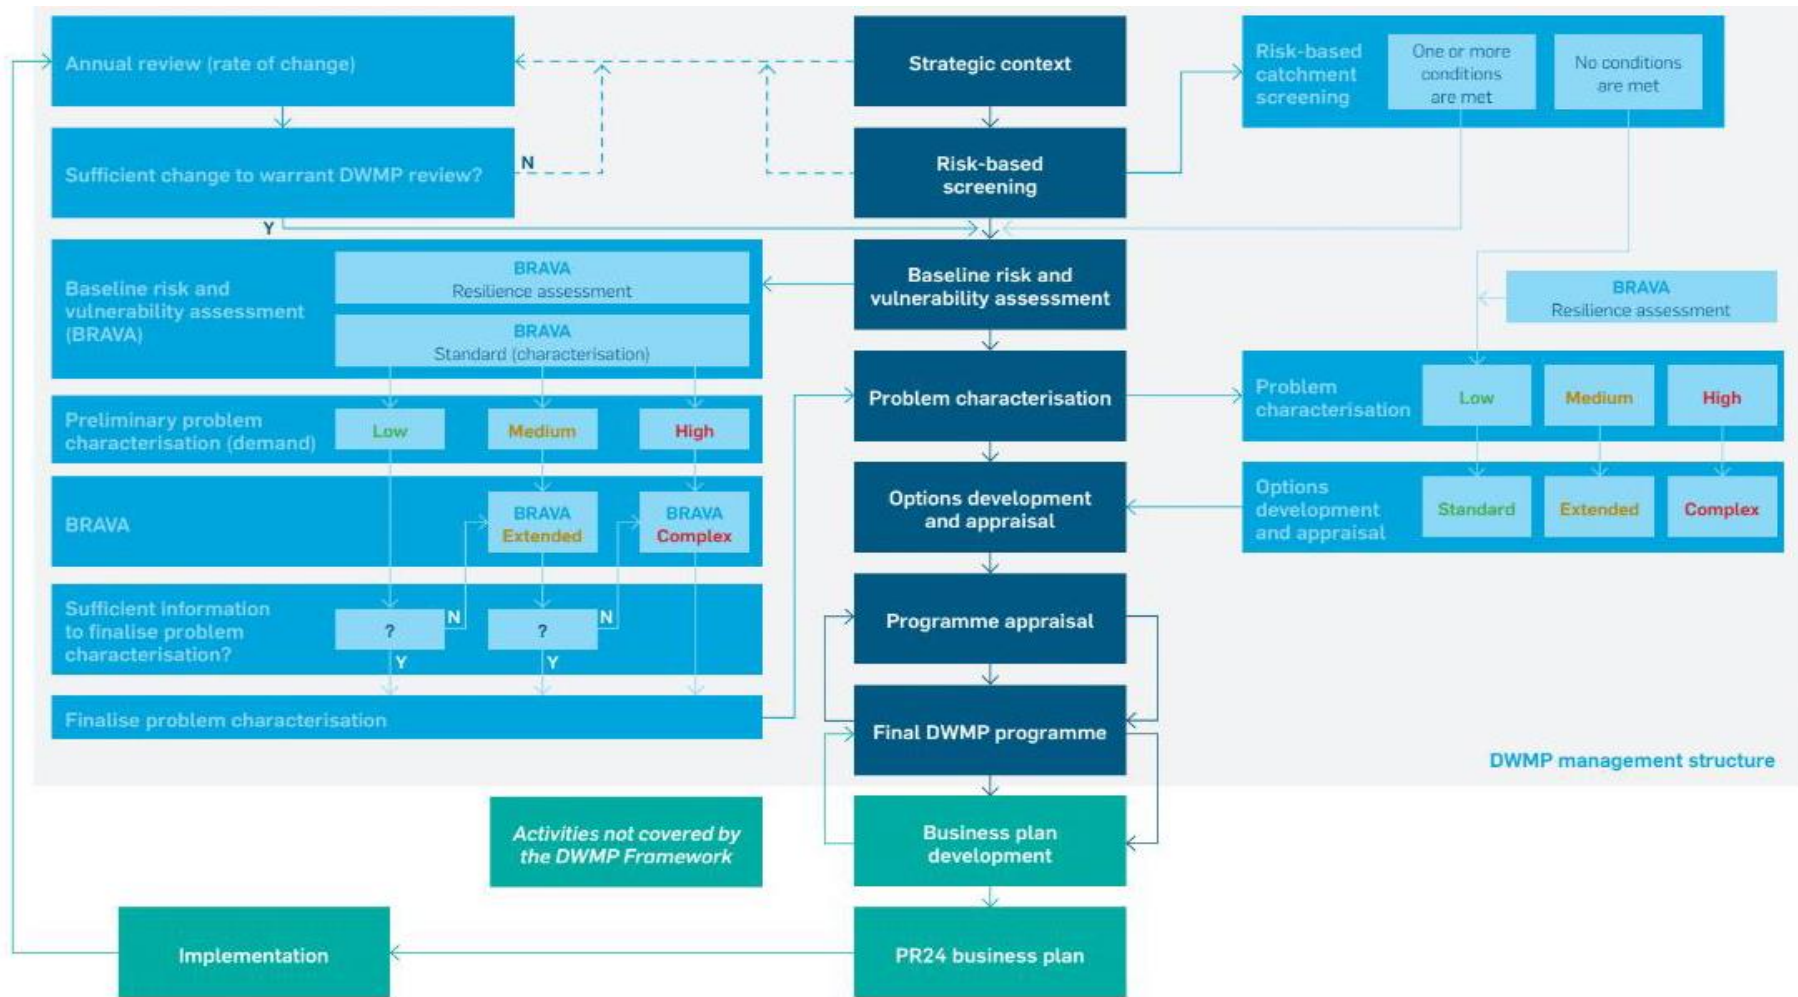 Annual review (rate of change)
Strategic context
Risk-based
catchment
screening
One or more
conditions
are met
No conditions
are met
Sufficient change to warrant DWMP review?
N
Y
Risk-based
screening
Baseline risk and
vulnerability assessment
(BRAVA)
BRAVA
Resilience assessment
BRAVA
Standard (characterisation)
Baseline risk and
vulnerability assessment
BRAVA
Resilience assessment
Preliminary problem
characterisation (demand)
Low
Medium
High
Problem characterisation
Problem
characterisation
Low
Medium
High
BRAVA
BRAVA
Extended
BRAVA
Complex
Options development
and appraisal
Options
development
and appraisal
Standard
Extended
Complex
Sufficient information
to finalise problem
characterisation?
?
N
Y
?
N
Y
Programme appraisal
Finalise problem characterisation
Final DWMP programme
DWMP management structure
Activities not covered by
the DWMP Framework
Business plan
development
Implementation
PR24 business plan